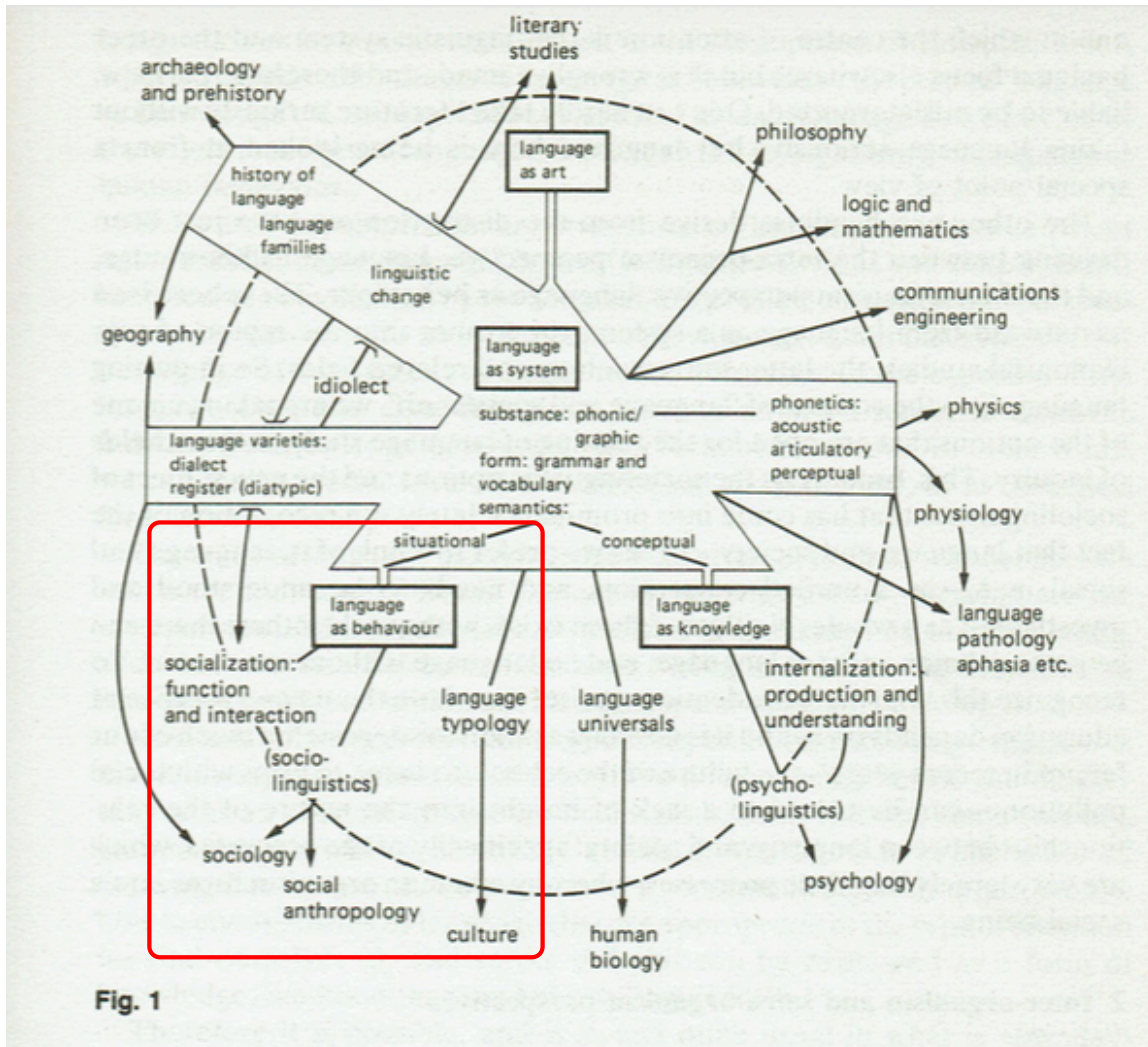 literary
studies
archaeology
and prehistory
language
as art
philosophy
history of
language
language
families
logic and
mathematics
linguistic
change
communications
engineering
geography
language
as system
idiolect
substance: phonic/
graphic
phonetics:
acoustic
articulatory
perceptual
physics
language varieties:
dialect
register (diatypic)
form: grammar and
vocabulary
semantics:
physiology
situational
conceptual
language
as behaviour
language
as knowledge
language
pathology
aphasia etc.
socialization:
function
and interaction
language
typology
language
universals
internalization:
production and
understanding
(socio-
linguistics)
(psycho-
linguistics)
sociology
social
anthropology
psychology
culture
human
biology
Fig. 1